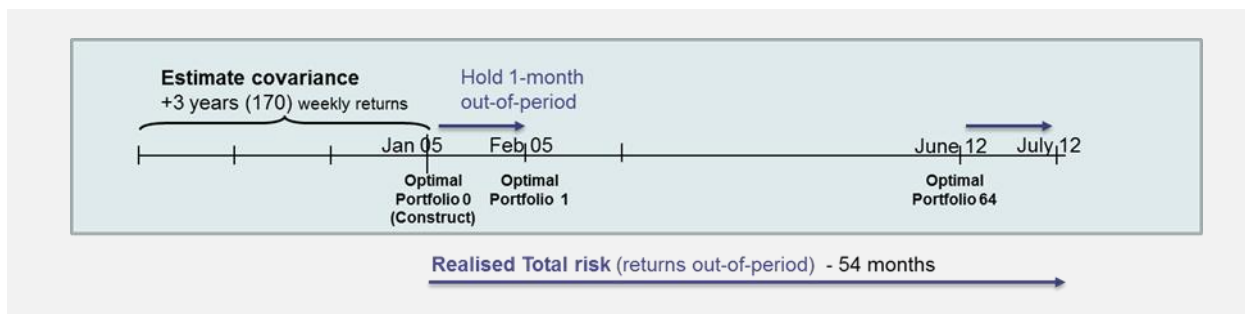 Estimate covariance
+3 years (170) weekly returns
Hold 1-month
out-of-period
Jan 05
Feb 05
June 12
July 12
Optimal
Portfolio 0
(Construct)
Optimal
Portfolio 1
Optimal
Portfolio 64
Realised Total risk (returns out-of-period) - 54 months